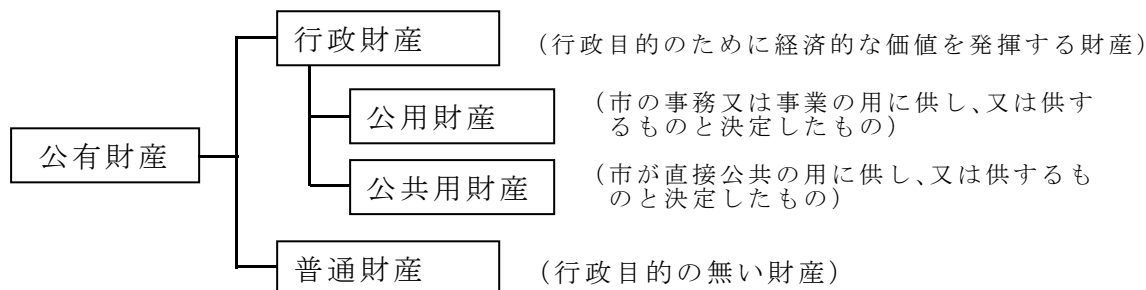 行政財産 (行政目的のために経済的な価値を発揮する財産)
公用財産 (市の事務又は事業の用に供し、又は供す
るものと決定したもの)
公有財産
公共用財産 (市が直接公共の用に供し、又は供するも
のと決定したもの)
普通財産 (行政目的の無い財産)